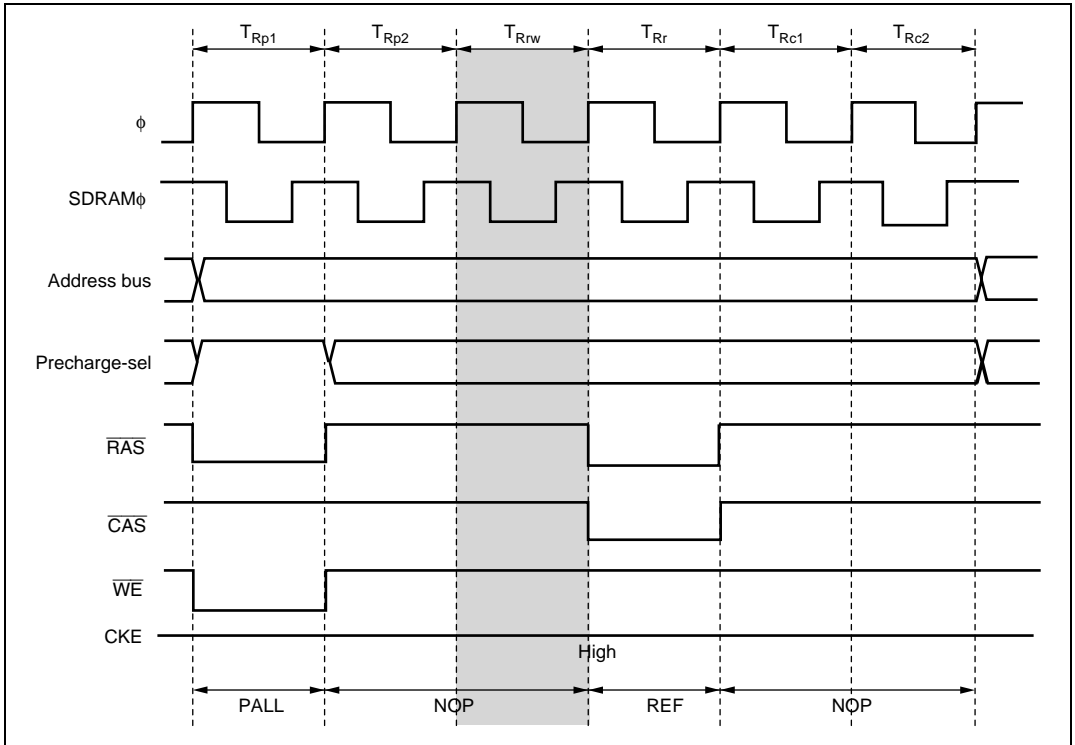 TRp1 TRp2 TRrw TRr TRc1 TRc2
ϕ
SDRAMϕ
Address bus
Precharge-sel
RAS
CAS
WE
CKE
High
PALL NOP REF NOP